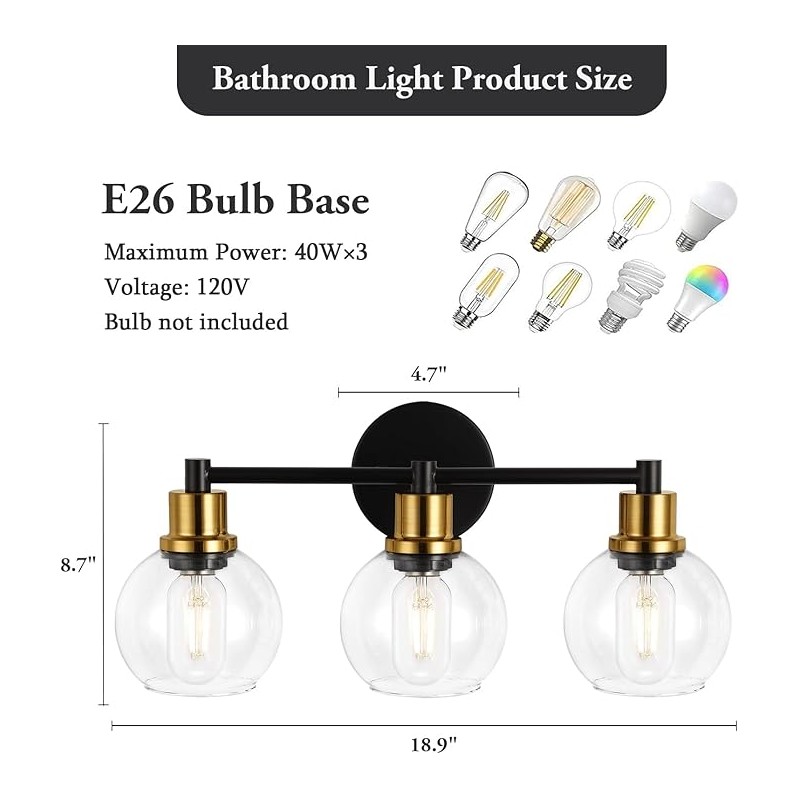 Bathroom Light Product Size
E26 Bulb Base
Maximum Power: 40W×3
Voltage: 120V
Bulb not included
4.7"
8.7"
18.9"